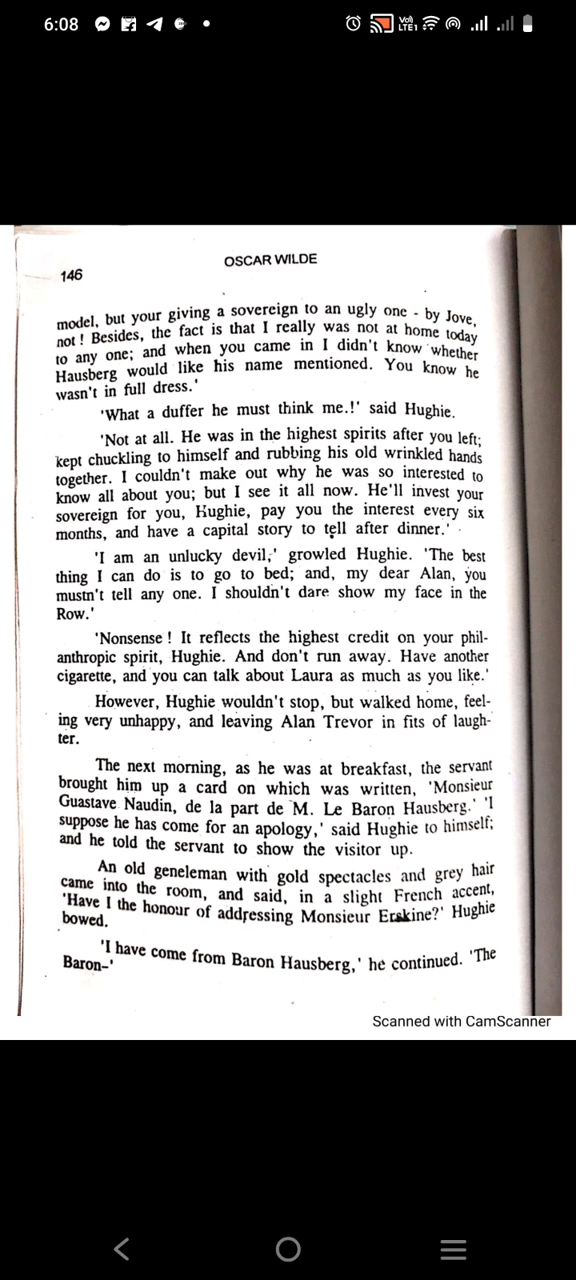 6:08
Vo) LTE1
146
OSCAR WILDE
model, but your giving a sovereign to an ugly one - by Jove,
not ! Besides, the fact is that I really was not at home today
to any one; and when you came in I didn't know whether
Hausberg would like his name mentioned. You know he
wasn't in full dress.'
'What a duffer he must think me.!' said Hughie.
'Not at all. He was in the highest spirits after you left;
kept chuckling to himself and rubbing his old wrinkled hands
together. I couldn't make out why he was so interested to
know all about you; but I see it all now. He'll invest your
sovereign for you, Hughie, pay you the interest every six
months, and have a capital story to tell after dinner.'
'I am an unlucky devil,' growled Hughie. 'The best
thing I can do is to go to bed; and, my dear Alan, you
mustn't tell any one. I shouldn't dare show my face in the
Row.'
'Nonsense ! It reflects the highest credit on your phil-
anthropic spirit, Hughie. And don't run away. Have another
cigarette, and you can talk about Laura as much as you like.'
However, Hughie wouldn't stop, but walked home, feel-
ing very unhappy, and leaving Alan Trevor in fits of laugh-
ter.
The next morning, as he was at breakfast, the servant
brought him up a card on which was written, 'Monsieur
Guastave Naudin, de la part de M. Le Baron Hausberg.' 'I
suppose he has come for an apology,' said Hughie to himself;
and he told the servant to show the visitor up.
An old geneleman with gold spectacles and grey hair
came into the room, and said, in a slight French accent,
'Have I the honour of addressing Monsieur Erskine?' Hughie
bowed.
'I have come from Baron Hausberg,' he continued. 'The
Baron-'
Scanned with CamScanner